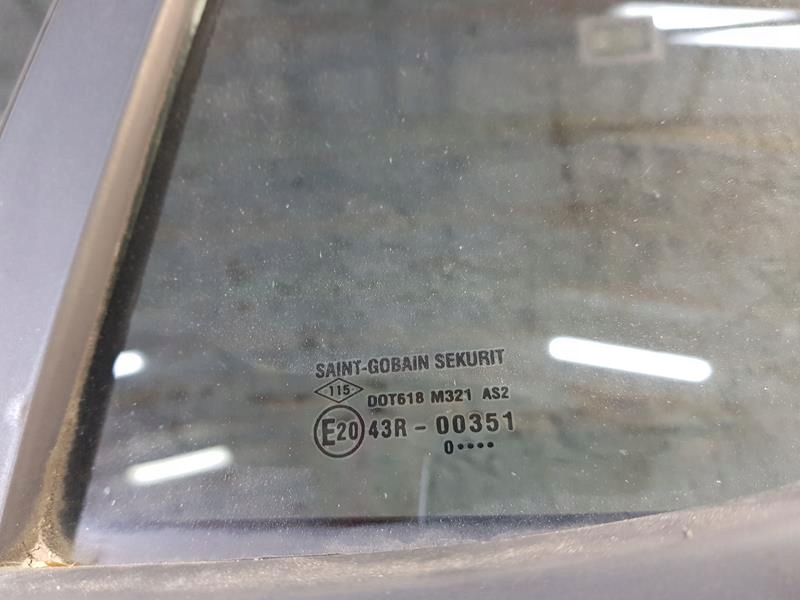 SAINT-GOBAIN SEKURIT
115 DOT618 M321 AS2
E20 43R-00351
0••••